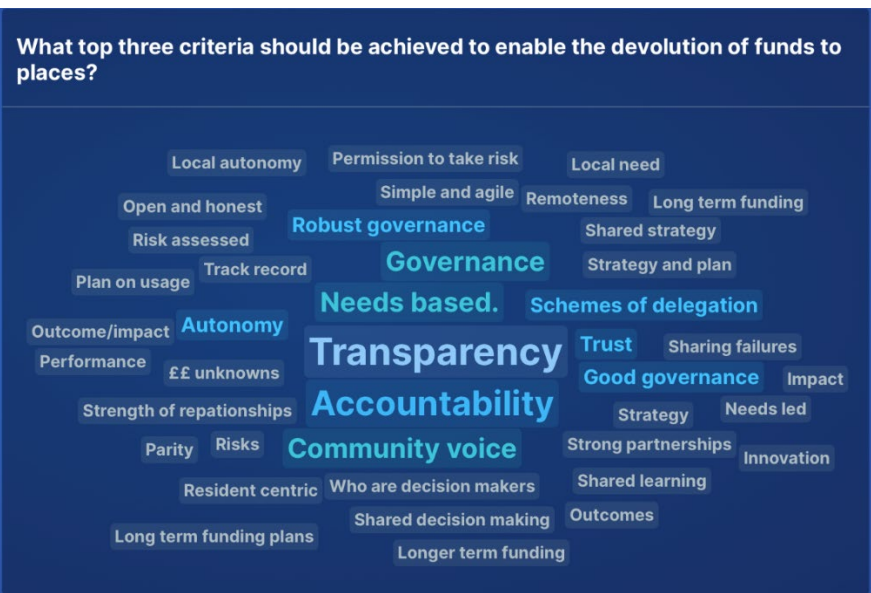 What top three criteria should be achieved to enable the devolution of funds to
places?
Local autonomy
Permission to take risk
Local need
Simple and agile
Remoteness
Long term funding
Open and honest
Robust governance
Shared strategy
Risk assessed
Governance
Strategy and plan
Track record
Plan on usage
Needs based.
Schemes of delegation
Outcome/impact
Autonomy
Transparency
Trust
Sharing failures
Performance
££ unknowns
Good governance
Impact
Strength of repationships
Accountability
Strategy
Needs led
Parity
Risks
Community voice
Strong partnerships
Innovation
Resident centric
Who are decision makers
Shared learning
Shared decision making
Outcomes
Long term funding plans
Longer term funding